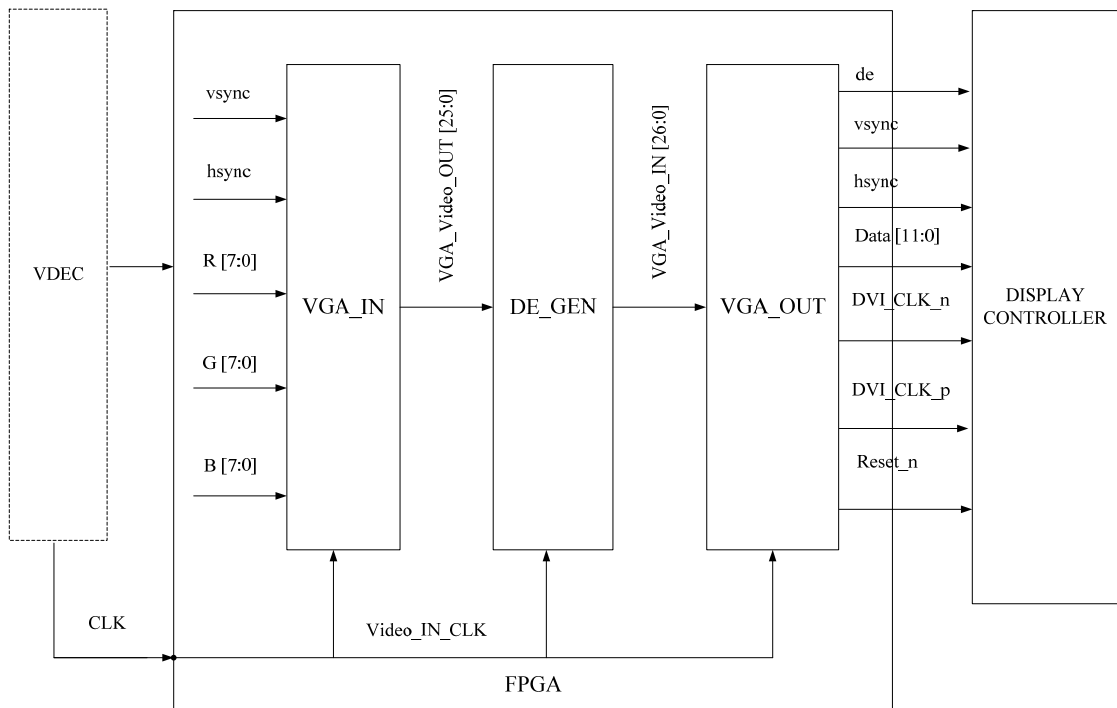 VDEC
CLK
vsync
hsync
R [7:0]
G [7:0]
B [7:0]
VGA_IN
VGA_Video_OUT [25:0]
DE_GEN
VGA_Video_IN [26:0]
VGA_OUT
Video_IN_CLK
FPGA
de
vsync
hsync
Data [11:0]
DVI_CLK_n
DVI_CLK_p
Reset_n
DISPLAY
CONTROLLER